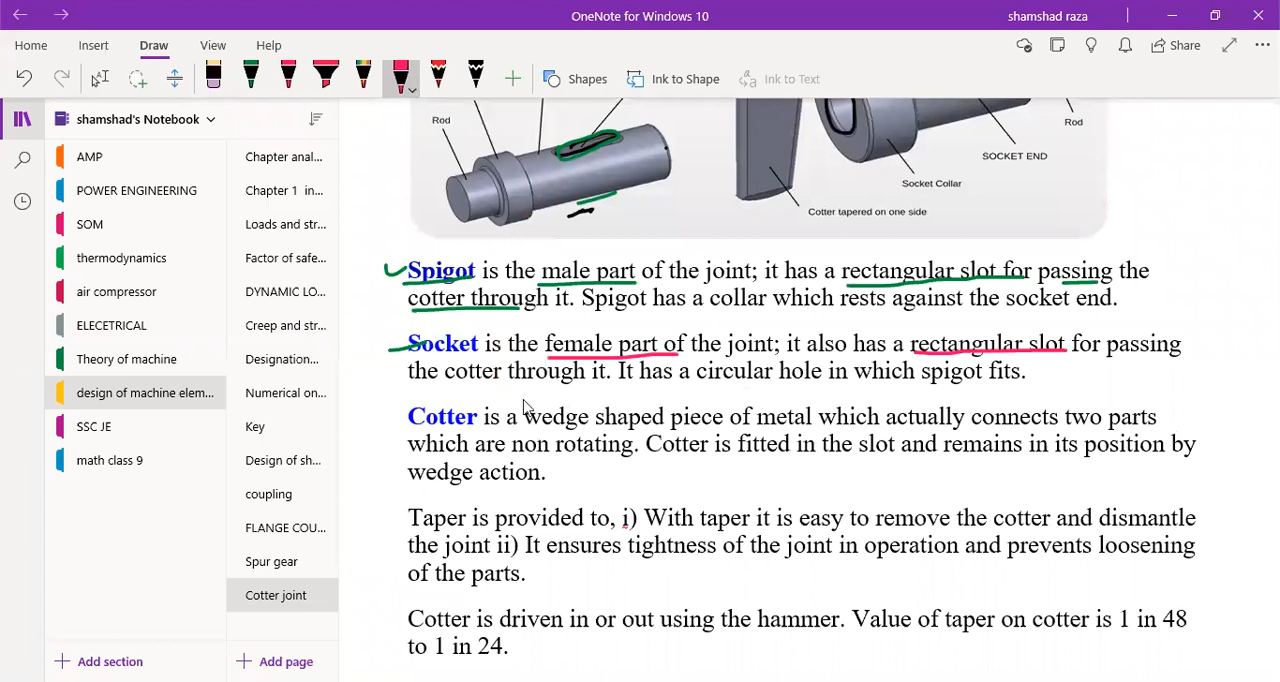 OneNote for Windows 10
shamshad raza
Home Insert Draw View Help
Share
Shapes Ink to Shape Ink to Text
shamshad's Notebook
AMP
POWER ENGINEERING
SOM
thermodynamics
air compressor
ELECETRICAL
Theory of machine
design of machine elem...
SSC JE
math class 9
Add section
Chapter anal...
Chapter 1 in...
Loads and str...
Factor of safe...
DYNAMIC LO...
Creep and str...
Designation...
Numerical on...
Key
Design of sh...
coupling
FLANGE COU...
Spur gear
Cotter joint
Add page
Rod
Rod
SOCKET END
Socket Collar
Cotter tapered on one side
Spigot is the male part of the joint; it has a rectangular slot for passing the
cotter through it. Spigot has a collar which rests against the socket end.
Socket is the female part of the joint; it also has a rectangular slot for passing
the cotter through it. It has a circular hole in which spigot fits.
Cotter is a wedge shaped piece of metal which actually connects two parts
which are non rotating. Cotter is fitted in the slot and remains in its position by
wedge action.
Taper is provided to, i) With taper it is easy to remove the cotter and dismantle
the joint ii) It ensures tightness of the joint in operation and prevents loosening
of the parts.
Cotter is driven in or out using the hammer. Value of taper on cotter is 1 in 48
to 1 in 24.